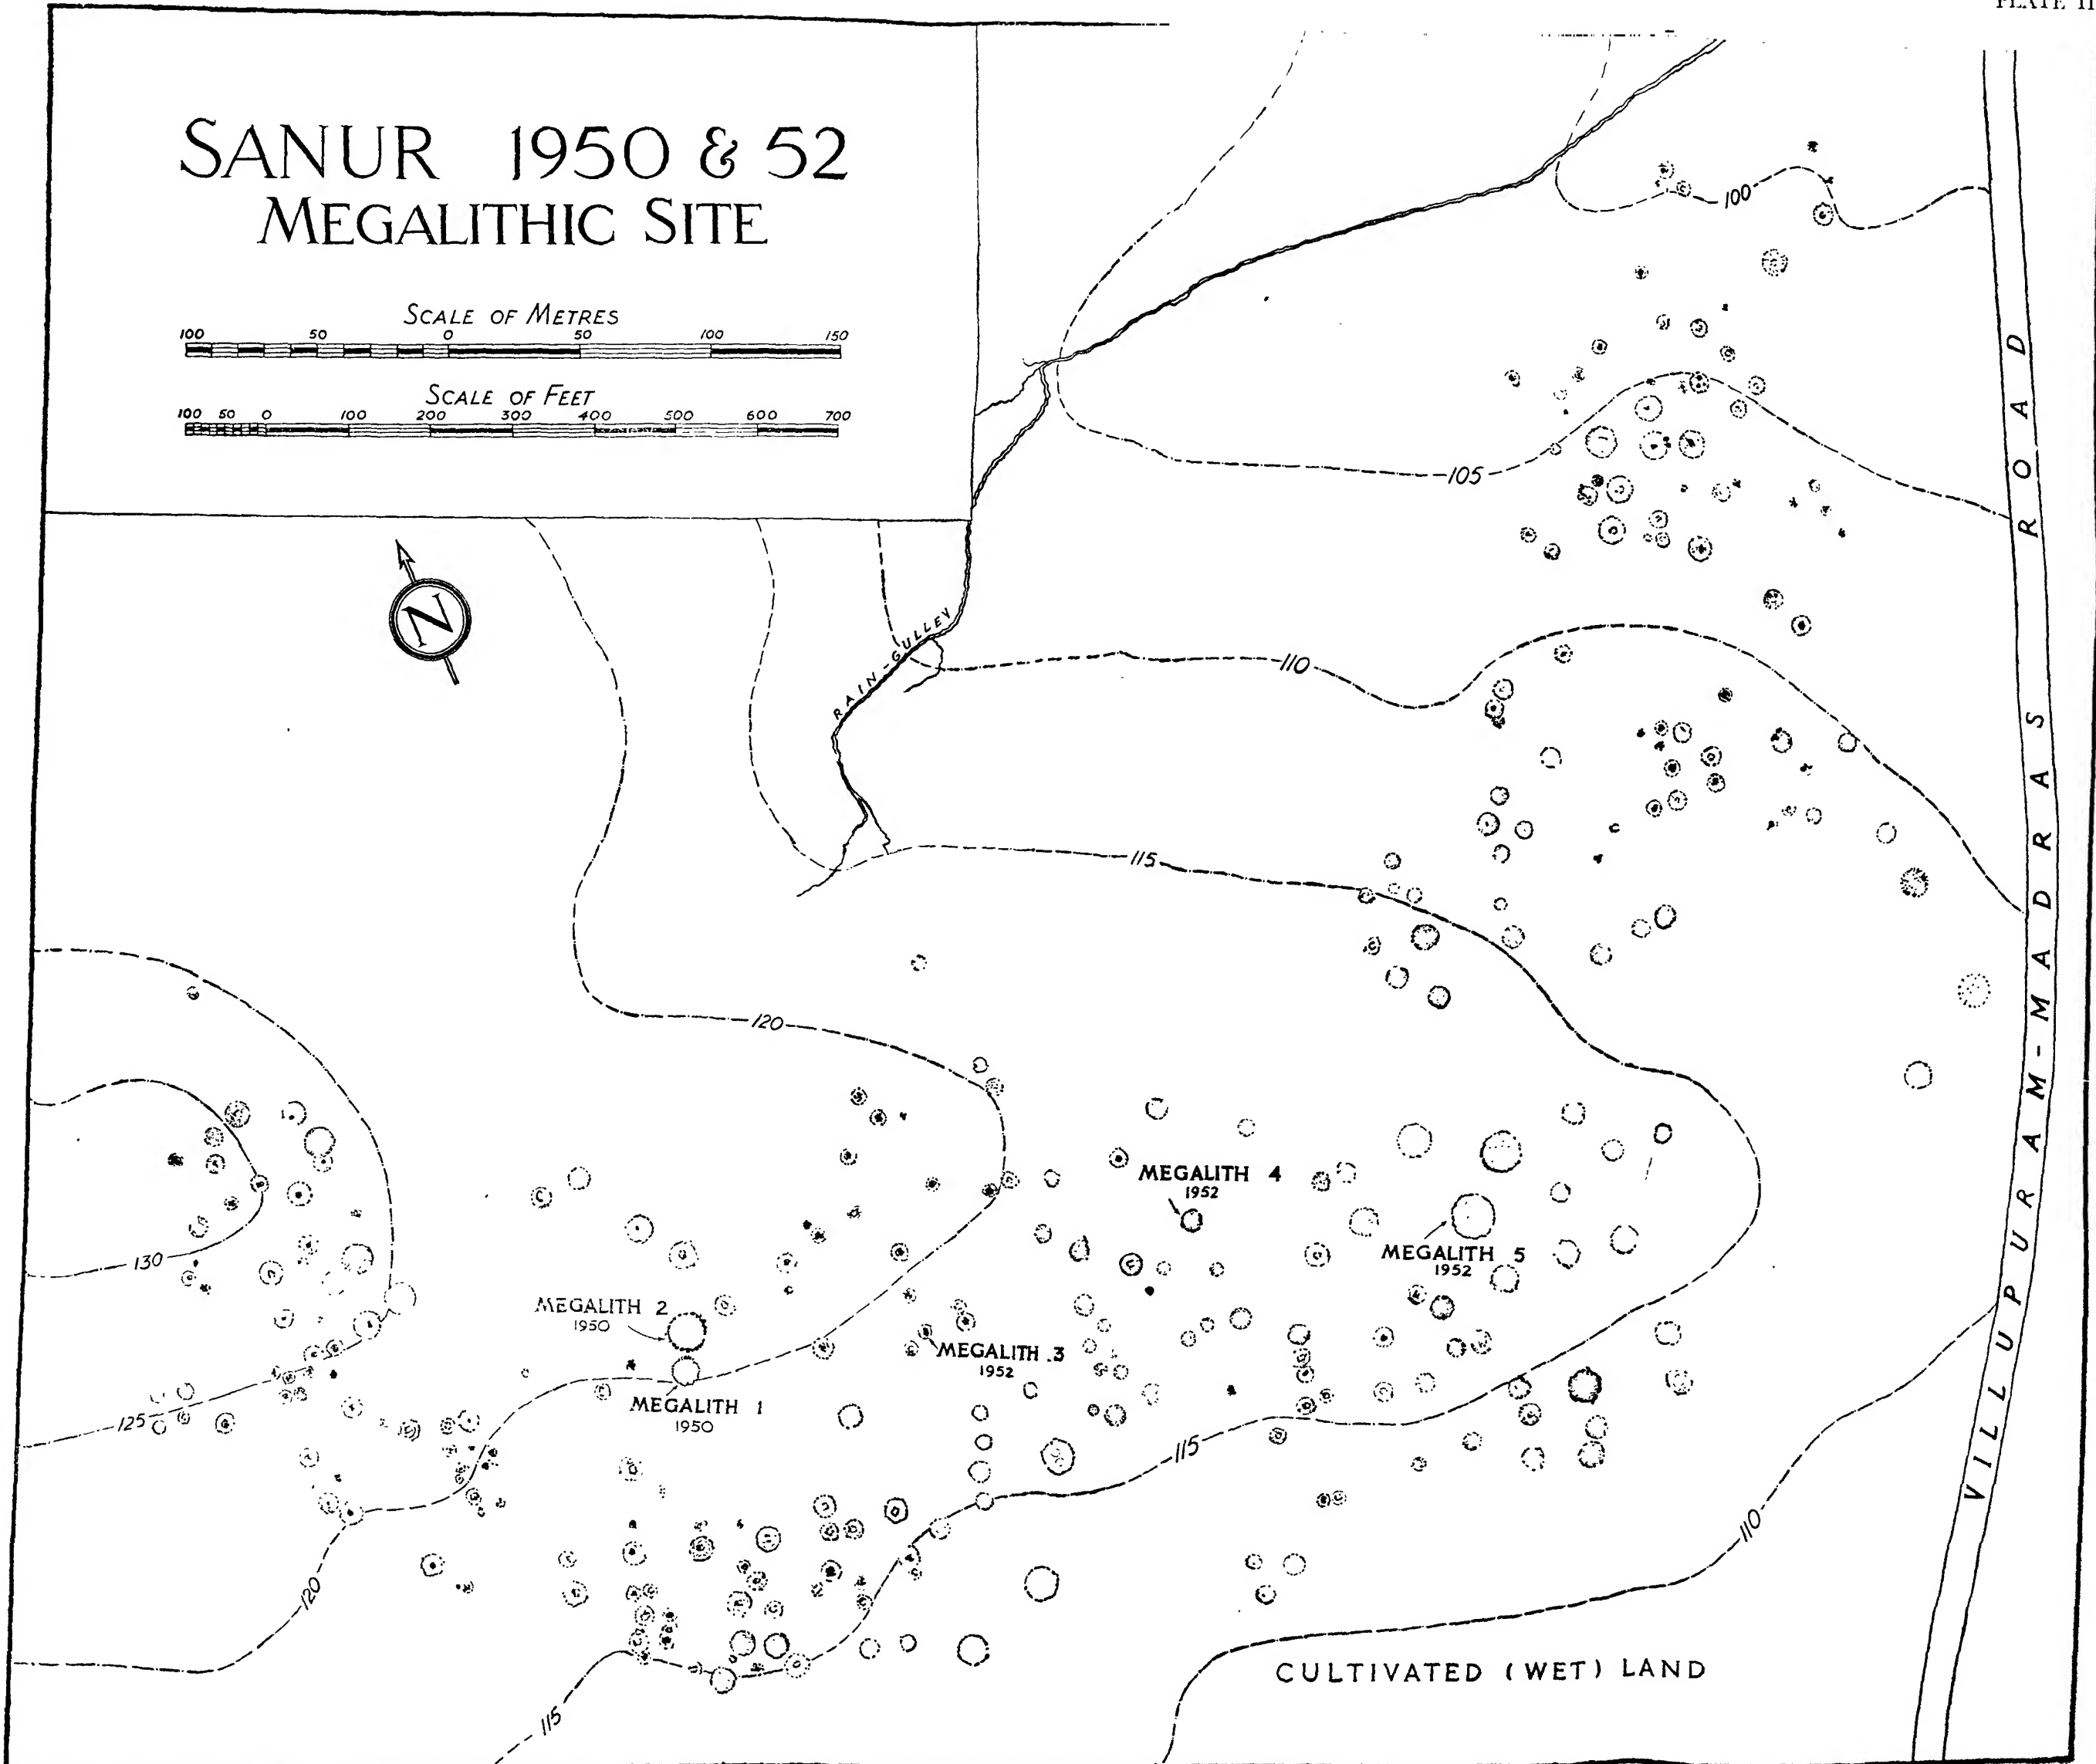 PLATE II
SANUR 1950 & 52
MEGALITHIC SITE
SCALE OF METRES
100 50 0 50 100 150
SCALE OF FEET
100 50 0 100 200 300 400 500 600 700
N
100
105
RAIN-GULLEY
110
115
120
VILLUPURAM-MADRAS ROAD
MEGALITH 4
1952
130
MEGALITH 5
1952
MEGALITH 2
1950
MEGALITH .3
1952
MEGALITH 1
1950
125
115
110
120
CULTIVATED (WET) LAND
115